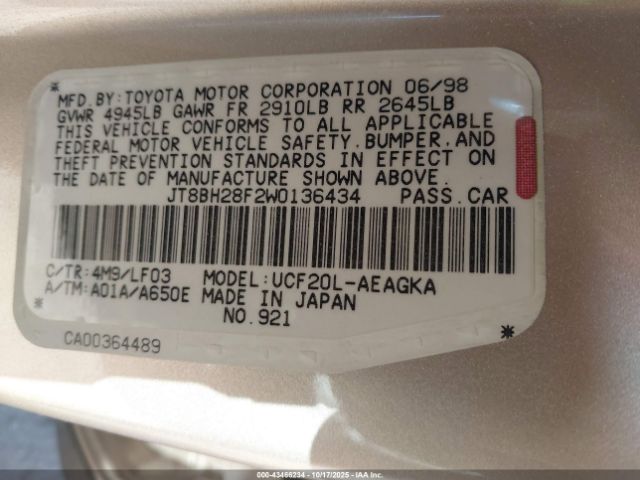 MFD.BY:TOYOTA MOTOR CORPORATION 06/98
GVWR 4945LB GAWR FR 2910LB RR 2645LB
THIS VEHICLE CONFORMS TO ALL APPLICABLE
FEDERAL MOTOR VEHICLE SAFETY,BUMPER,AND
THEFT PREVENTION STANDARDS IN EFFECT ON
THE DATE OF MANUFACTURE SHOWN ABOVE.
JT8BH28F2W0136434 PASS.CAR
C/TR:4M9/LF03 MODEL:UCF20L-AEAGKA
A/TM:A01A/A650E MADE IN JAPAN
NO.921
CA00364489
000-43466234 - 10/17/2025 - IAAI.COM